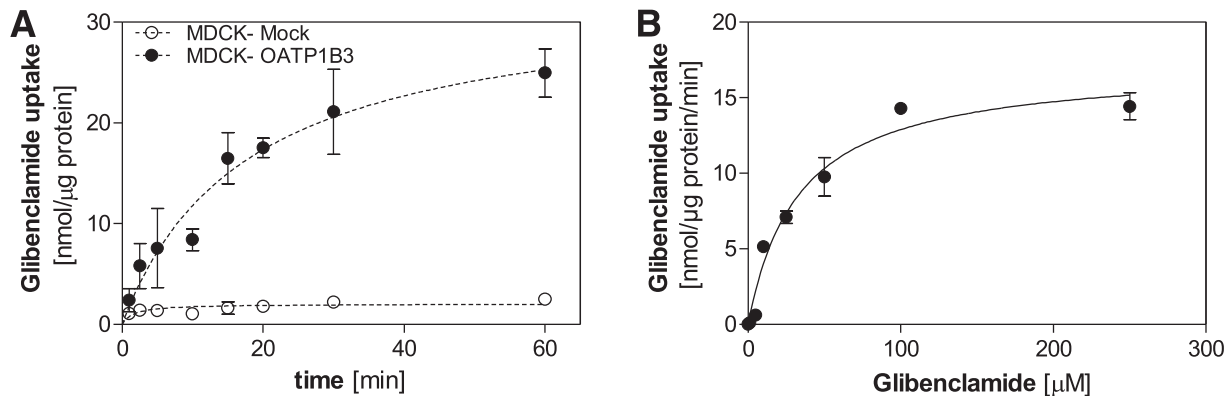 A
Glibenclamide uptake
[nmol/µg protein]
30
20
10
0
MDCK- Mock
MDCK- OATP1B3
0 20 40 60
time [min]
B
Glibenclamide uptake
[nmol/µg protein/min]
20
15
10
5
0
0 100 200 300
Glibenclamide [µM]